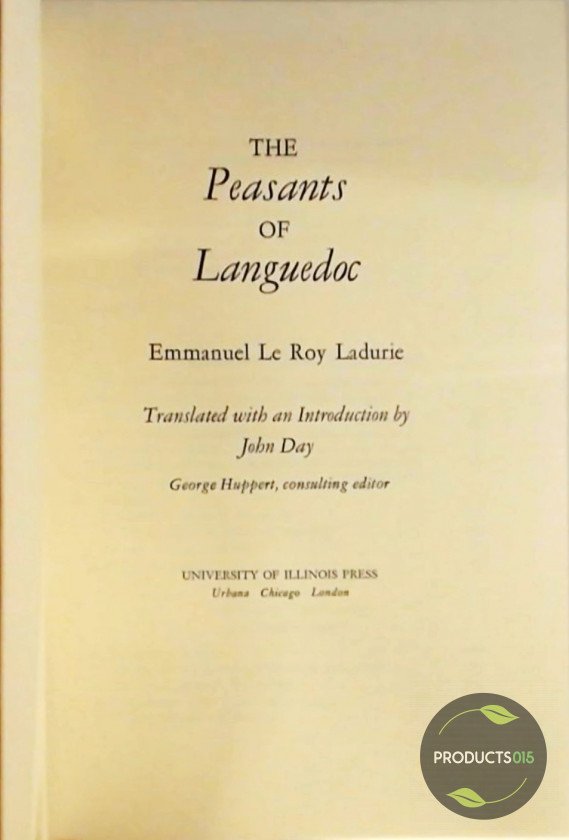 THE
Peasants
OF
Languedoc
Emmanuel Le Roy Ladurie
Translated with an Introduction by
John Day
George Huppert, consulting editor
UNIVERSITY OF ILLINOIS PRESS
Urbana Chicago London
PRODUCTS015